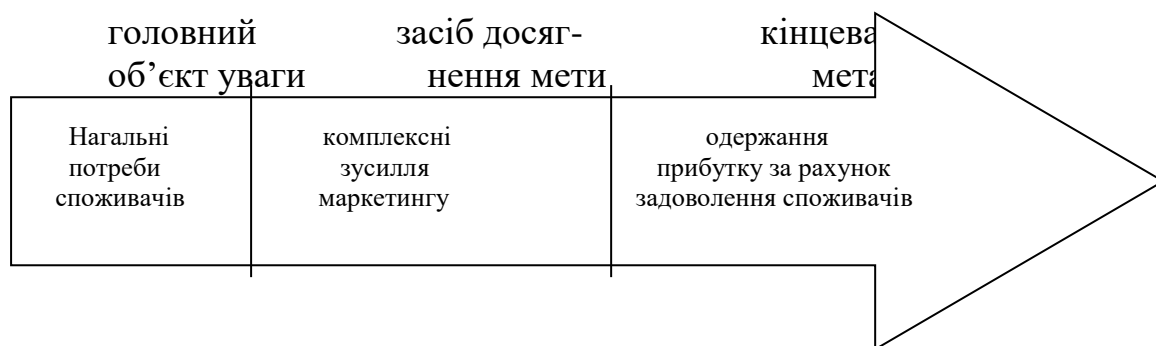 головний засіб досяг- кінцева
об’єкт уваги нення мети мета
Нагальні комплексні одержання
потреби зусилля прибутку за рахунок
споживачів маркетингу задоволення споживачів